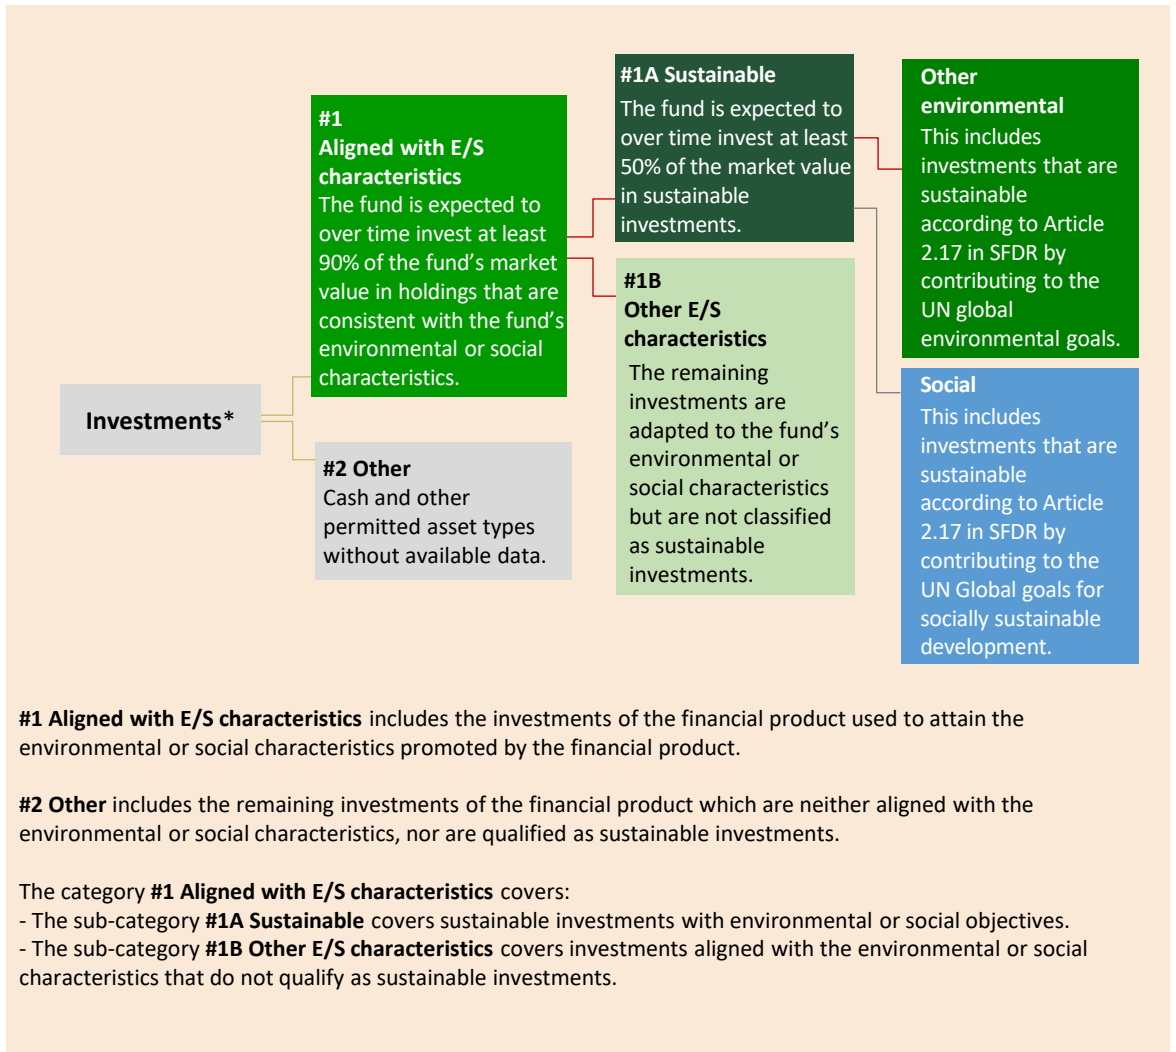 Investments*
#1
Aligned with E/S
characteristics
The fund is expected to
over time invest at least
90% of the fund’s market
value in holdings that are
consistent with the fund’s
environmental or social
characteristics.
#2 Other
Cash and other
permitted asset types
without available data.
#1A Sustainable
The fund is expected to
over time invest at least
50% of the market value
in sustainable
investments.
#1B
Other E/S
characteristics
The remaining
investments are
adapted to the fund’s
environmental or
social characteristics
but are not classified
as sustainable
investments.
Other
environmental
This includes
investments that are
sustainable
according to Article
2.17 in SFDR by
contributing to the
UN global
environmental goals.
Social
This includes
investments that are
sustainable
according to Article
2.17 in SFDR by
contributing to the
UN Global goals for
socially sustainable
development.
#1 Aligned with E/S characteristics includes the investments of the financial product used to attain the
environmental or social characteristics promoted by the financial product.
#2 Other includes the remaining investments of the financial product which are neither aligned with the
environmental or social characteristics, nor are qualified as sustainable investments.
The category #1 Aligned with E/S characteristics covers:
- The sub-category #1A Sustainable covers sustainable investments with environmental or social objectives.
- The sub-category #1B Other E/S characteristics covers investments aligned with the environmental or social
characteristics that do not qualify as sustainable investments.